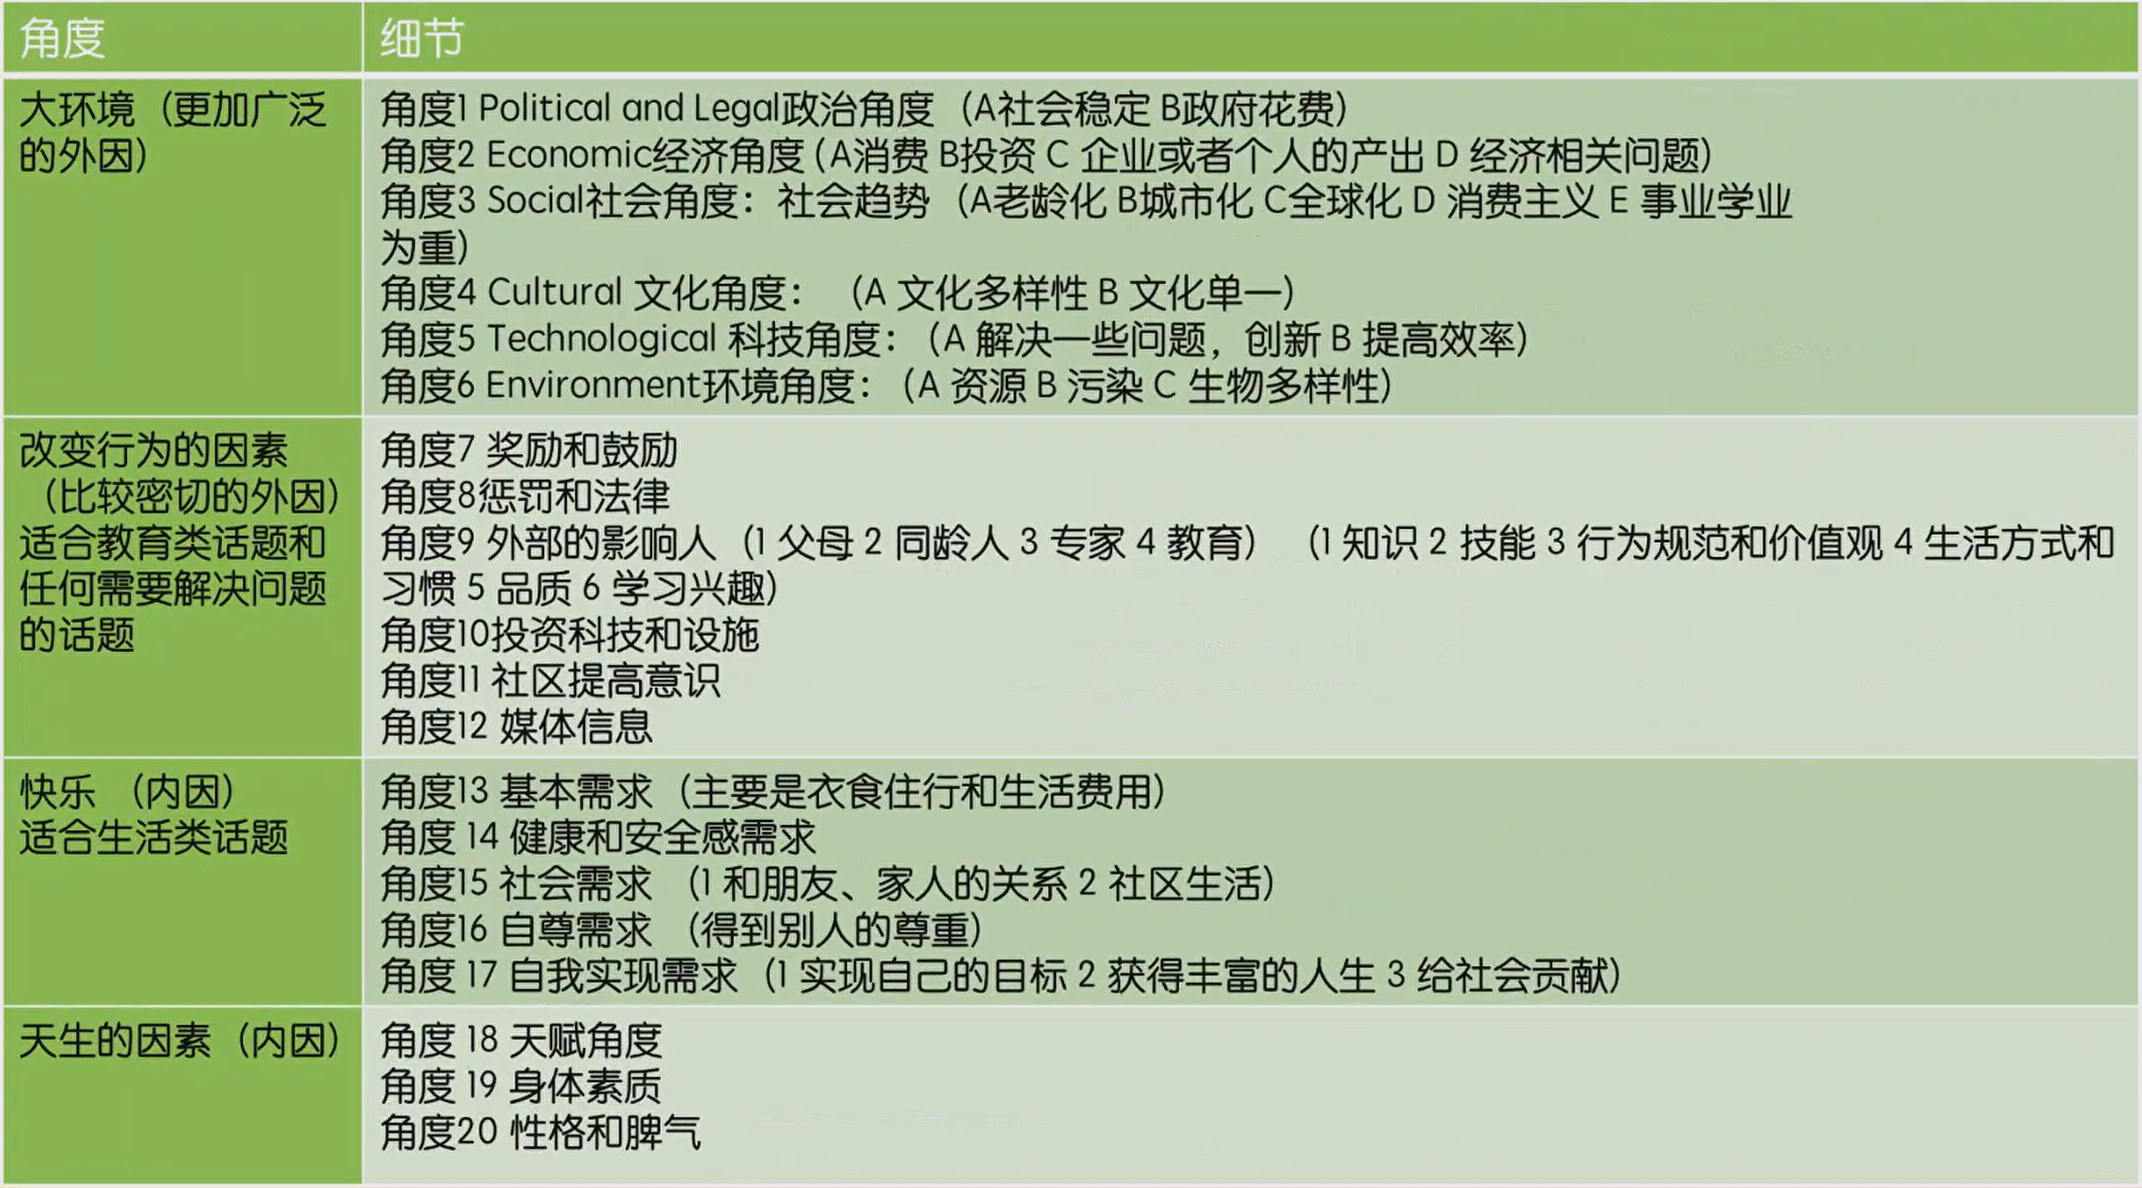 角度
细节
大环境（更加广泛
的外因）
角度1 Political and Legal政治角度（A社会稳定 B政府花费）
角度2 Economic经济角度（A消费 B投资 C 企业或者个人的产出 D 经济相关问题）
角度3 Social社会角度：社会趋势（A老龄化 B城市化 C全球化 D 消费主义 E 事业学业
为重）
角度4 Cultural 文化角度：（A 文化多样性 B 文化单一）
角度5 Technological 科技角度：（A 解决一些问题，创新 B 提高效率）
角度6 Environment环境角度：（A 资源 B 污染 C 生物多样性）
改变行为的因素
（比较密切的外因）
适合教育类话题和
任何需要解决问题
的话题
角度7 奖励和鼓励
角度8惩罚和法律
角度9 外部的影响人（1 父母 2 同龄人 3 专家 4 教育）（1 知识 2 技能 3 行为规范和价值观 4 生活方式和
习惯 5 品质 6 学习兴趣）
角度10投资科技和设施
角度11 社区提高意识
角度12 媒体信息
快乐 （内因）
适合生活类话题
角度13 基本需求（主要是衣食住行和生活费用）
角度 14 健康和安全感需求
角度15 社会需求 （1 和朋友、家人的关系 2 社区生活）
角度16 自尊需求 （得到别人的尊重）
角度 17 自我实现需求（1 实现自己的目标 2 获得丰富的人生 3 给社会贡献）
天生的因素（内因）
角度 18 天赋角度
角度 19 身体素质
角度20 性格和脾气